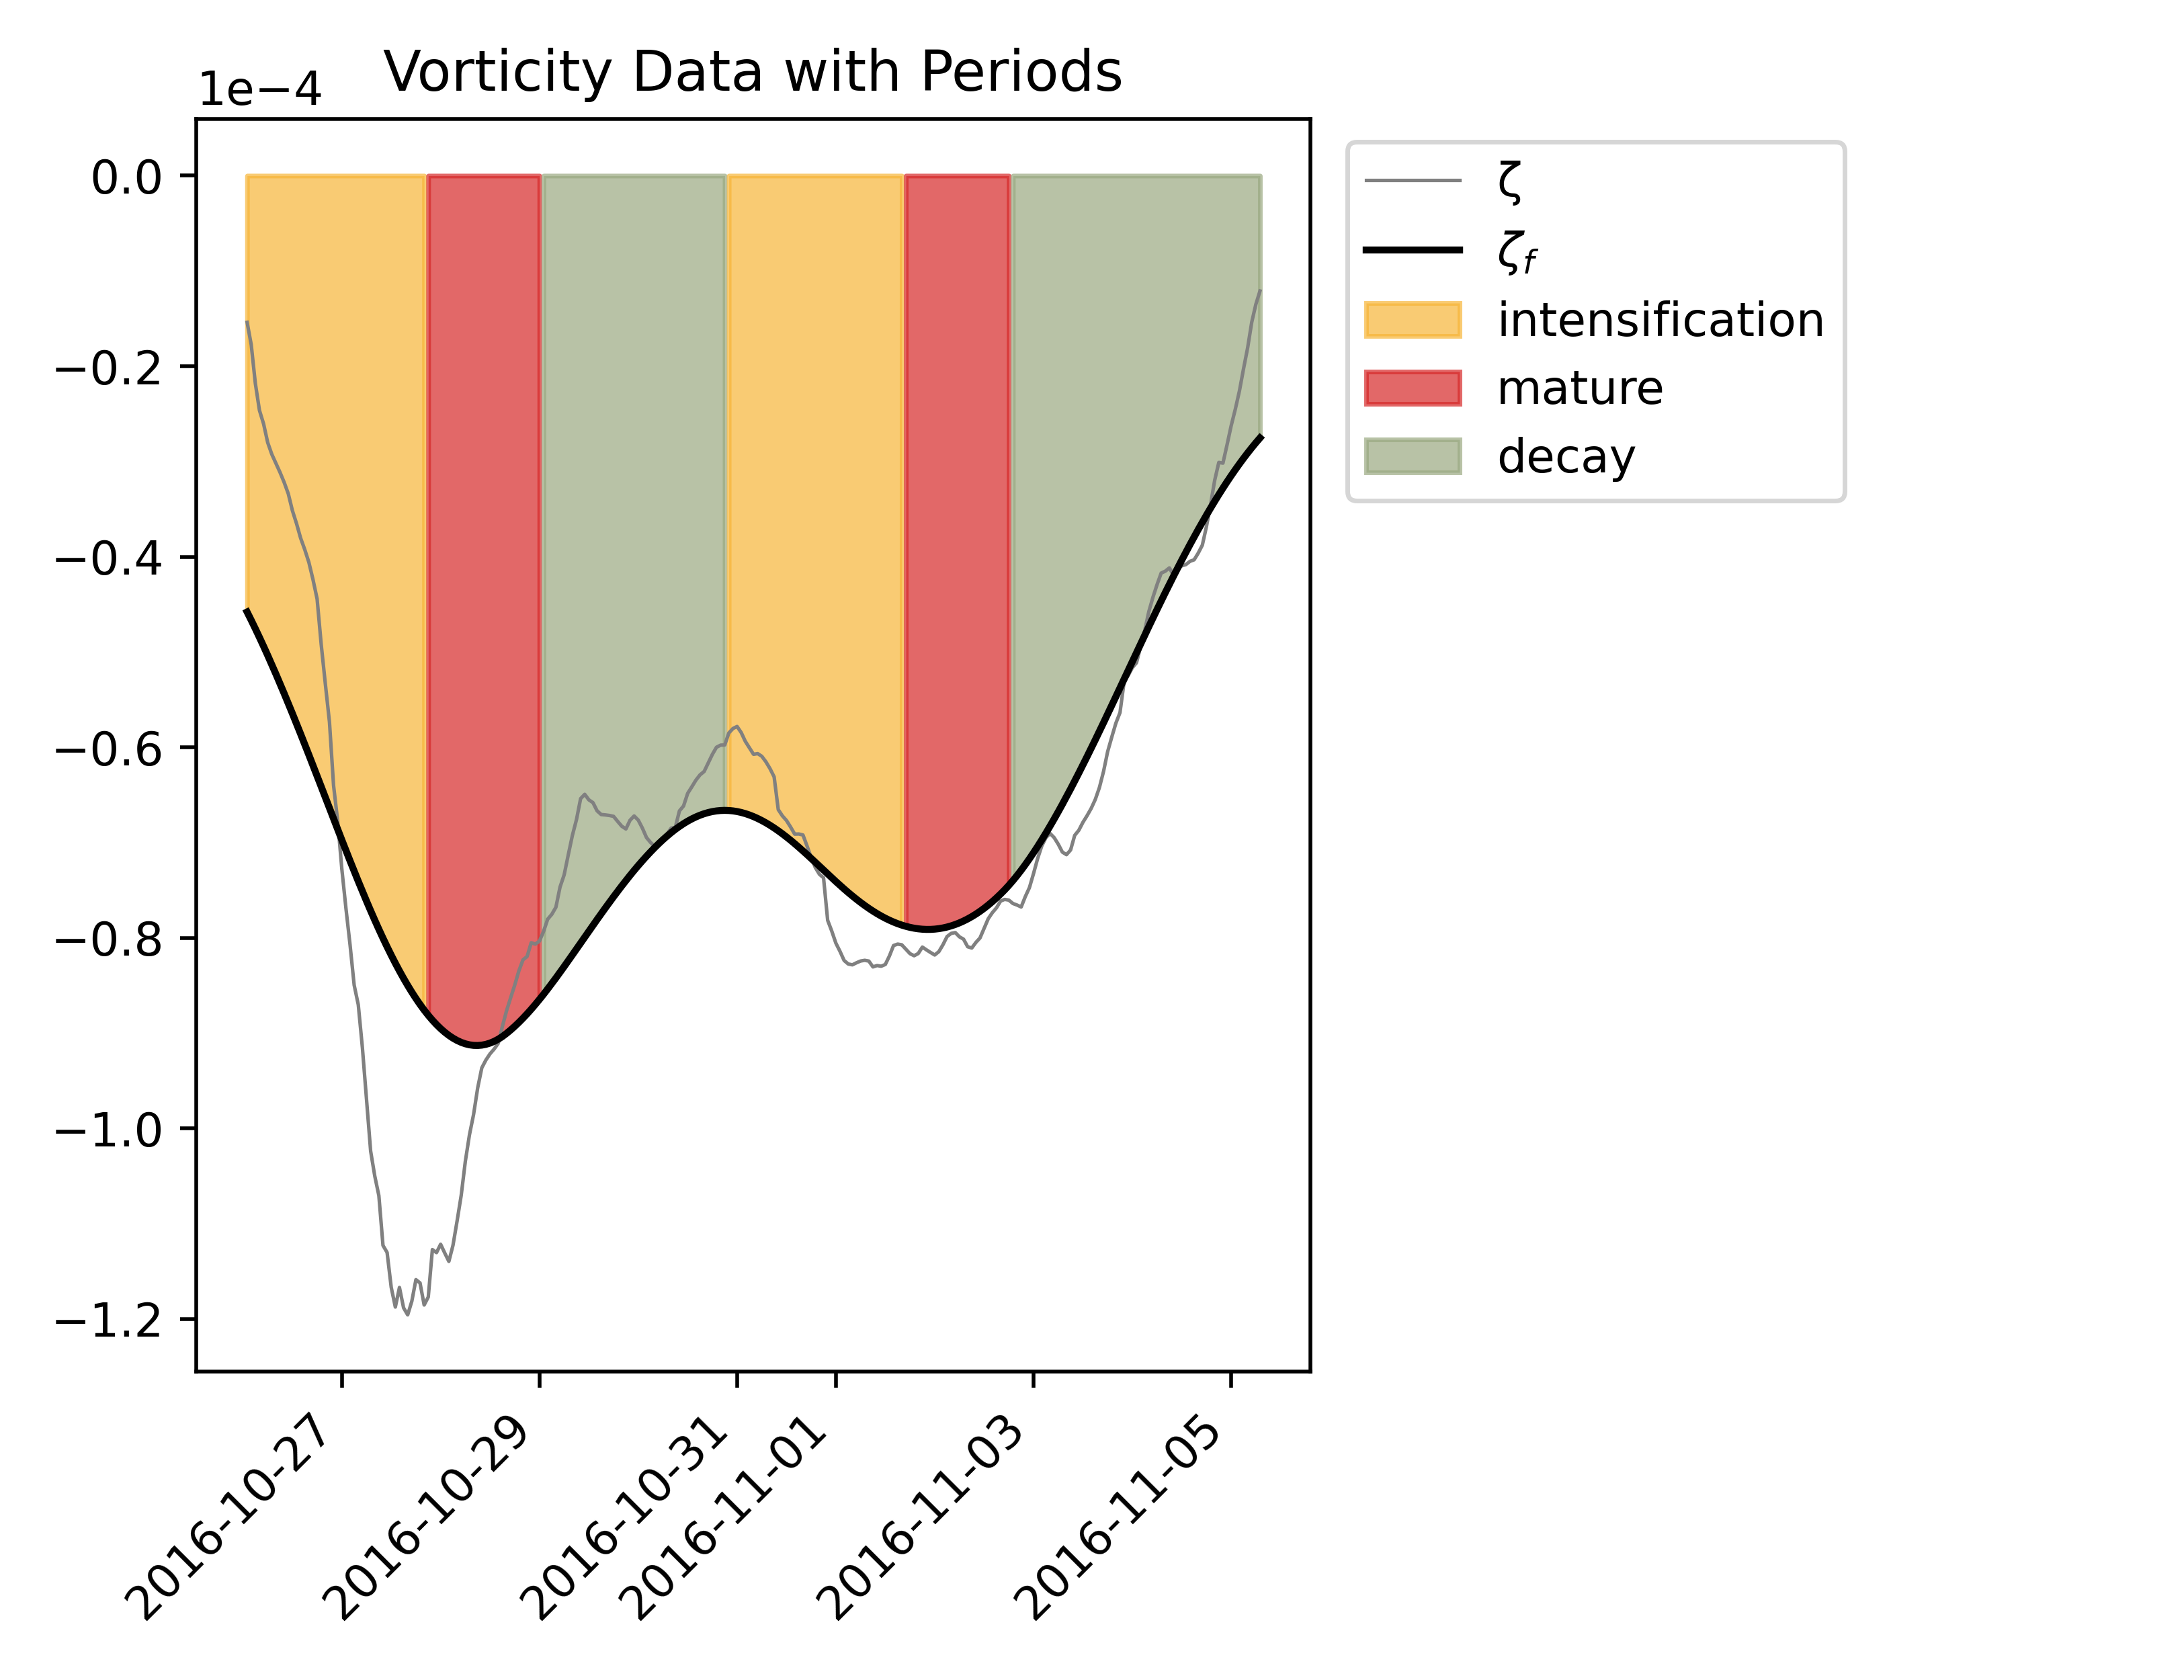 Vorticity Data with Periods
1e−4
0.0
−0.2
−0.4
−0.6
−0.8
−1.0
−1.2
2016-10-27
2016-10-29
2016-10-31
2016-11-01
2016-11-03
2016-11-05
ζ
ζf
intensification
mature
decay